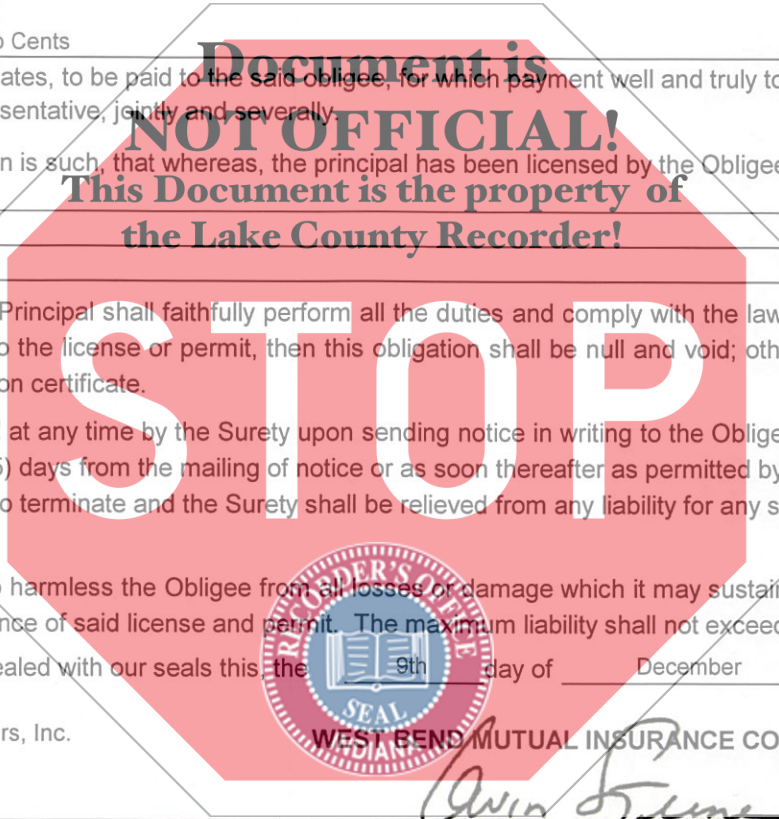 o Cents
Document is
ates, to be paid to the said obligee, for which payment well and truly to
sentative, jointly and severally.
NOT OFFICIAL!
n is such, that whereas, the principal has been licensed by the Obligee
This Document is the property of
the Lake County Recorder!
Principal shall faithfully perform all the duties and comply with the law
o the license or permit, then this obligation shall be null and void; oth
on certificate.
STOP
at any time by the Surety upon sending notice in writing to the Oblige
5) days from the mailing of notice or as soon thereafter as permitted by
o terminate and the Surety shall be relieved from any liability for any s
o harmless the Obligee from all losses or damage which it may sustain
nce of said license and permit. The maximum liability shall not exceed
ealed with our seals this, the 9th day of December
RECORDER'S OFFICE
SEAL
INDIANA
rs, Inc.
WEST BEND MUTUAL INSURANCE CO